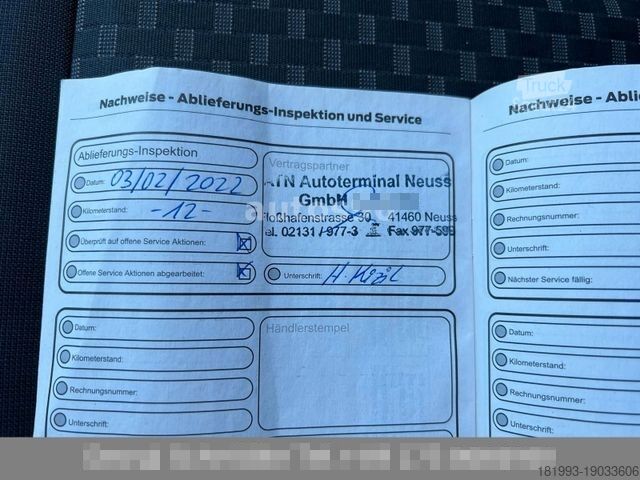 Nachweise - Ablieferungs-Inspektion und Service
Ablieferungs-Inspektion
Datum: 03/02/2022
Kilometerstand: -12-
Überprüft auf offene Service Aktionen:
Offene Service Aktionen abgearbeitet:
Vertragspartner
ATN Autoterminal Neuss
GmbH
Floßhafenstrasse 30 41460 Neuss
Tel. 02131 / 977-3 Fax 977-599
Unterschrift:
Datum:
Kilometerstand:
Rechnungsnummer:
Unterschrift:
Händlerstempel
Truck
Nachweise - Ablie
Datum:
Kilometerstand:
Rechnungsnummer:
Unterschrift:
Nächster Service fällig:
Datum:
Kilometerstand:
Rechnungsnummer:
Unterschrift:
181993-19033606